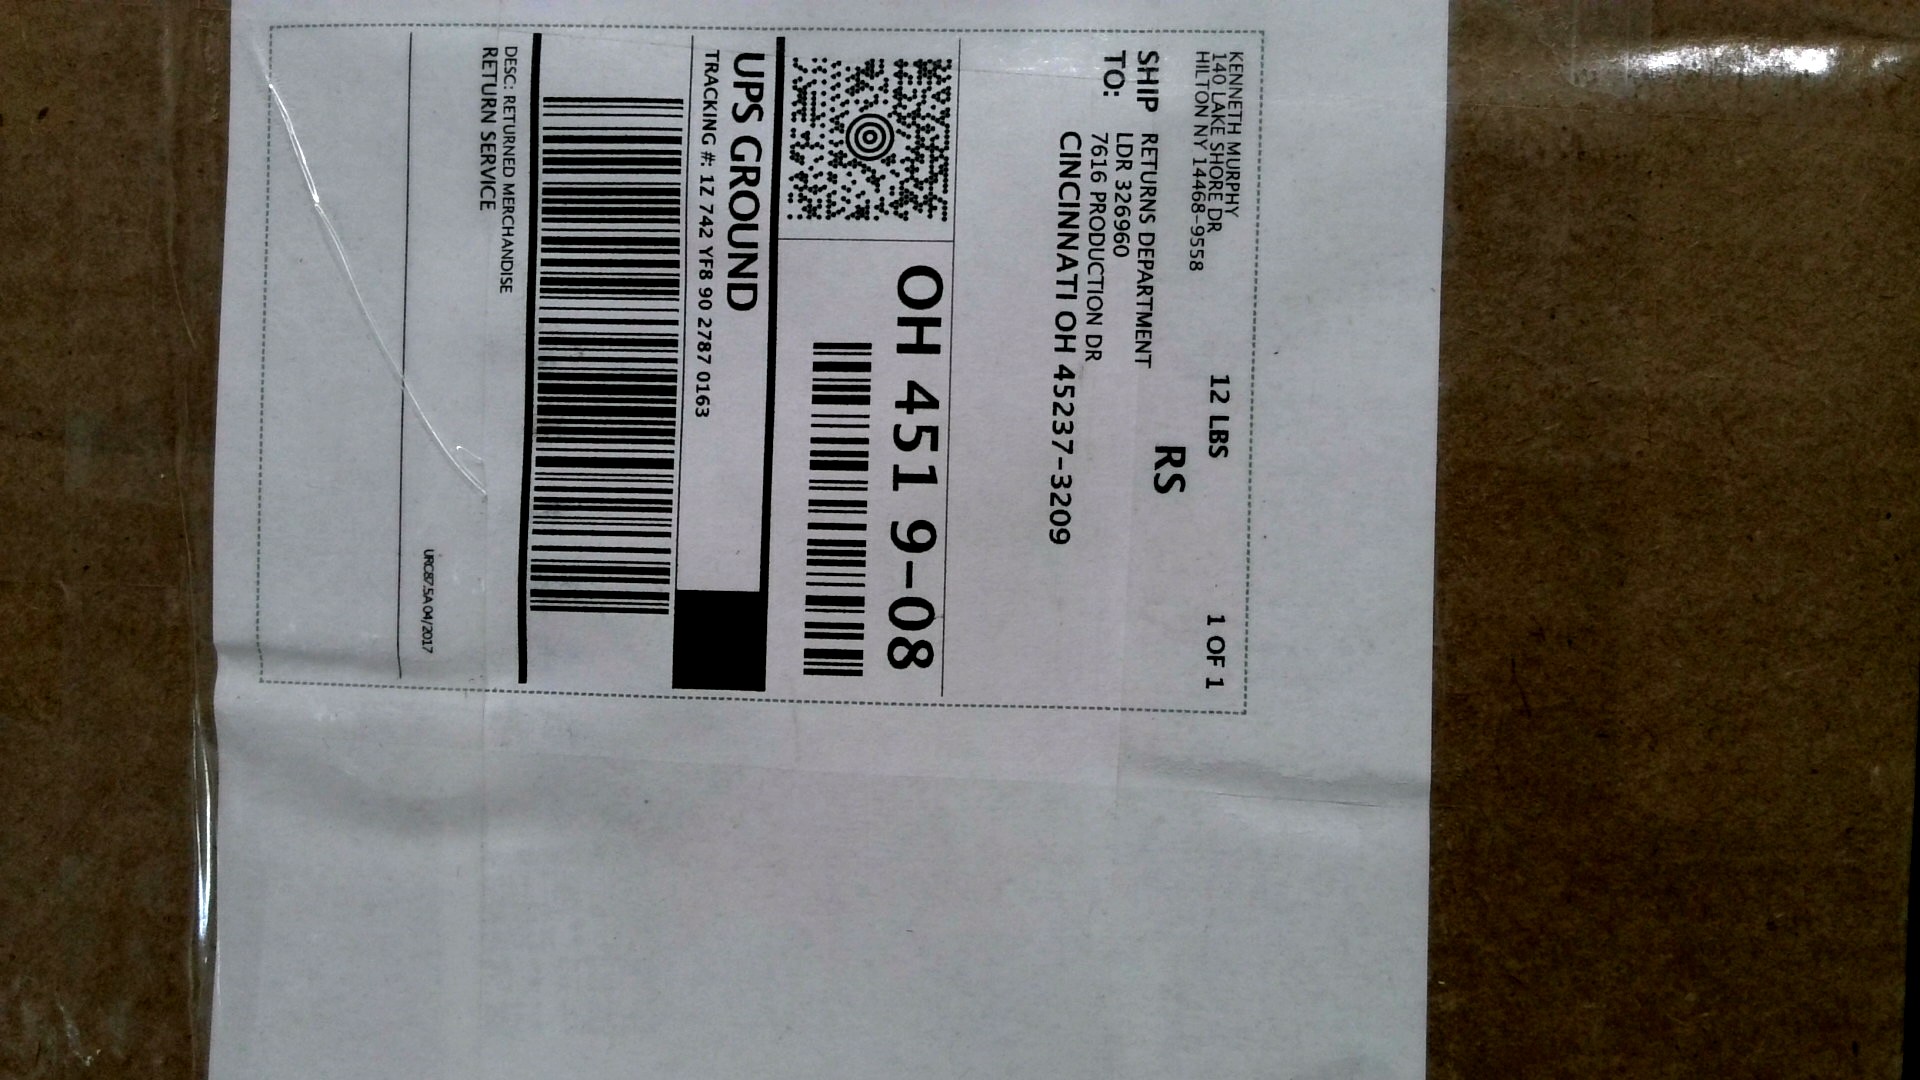 KENNETH MURPHY
140 LAKE SHORE DR
HILTON NY 14468-9558
12 LBS
1 OF 1
RS
SHIP TO:
RETURNS DEPARTMENT
LDR 326960
7616 PRODUCTION DR
CINCINNATI OH 45237-3209
OH 451 9-08
UPS GROUND
TRACKING #: 1Z 742 YF8 90 2787 0163
DESC: RETURNED MERCHANDISE
RETURN SERVICE
URC87.5A 04/2017